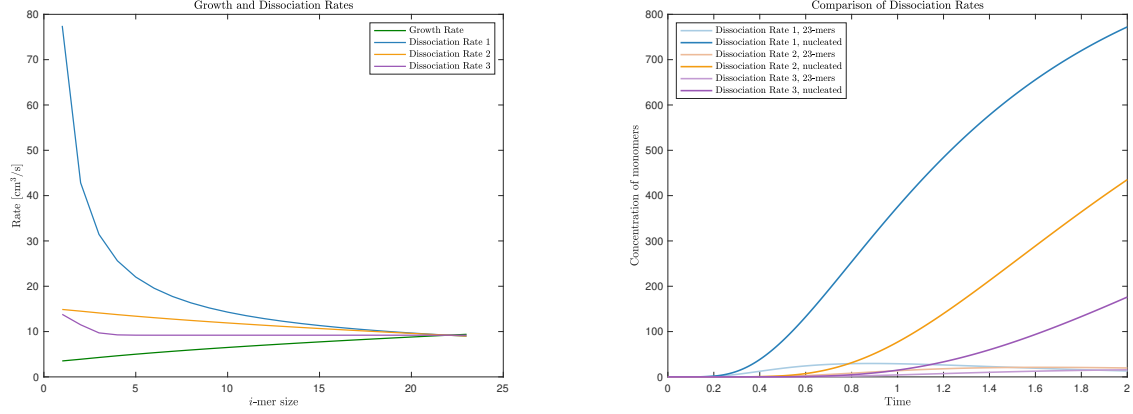 Growth and Dissociation Rates
80
70
60
50
40
30
20
10
0
Rate [cm³/s]
0 5 10 15 20 25
i-mer size
Growth Rate
Dissociation Rate 1
Dissociation Rate 2
Dissociation Rate 3
Comparison of Dissociation Rates
800
700
600
500
400
300
200
100
0
Concentration of monomers
0 0.2 0.4 0.6 0.8 1 1.2 1.4 1.6 1.8 2
Time
Dissociation Rate 1, 23-mers
Dissociation Rate 1, nucleated
Dissociation Rate 2, 23-mers
Dissociation Rate 2, nucleated
Dissociation Rate 3, 23-mers
Dissociation Rate 3, nucleated